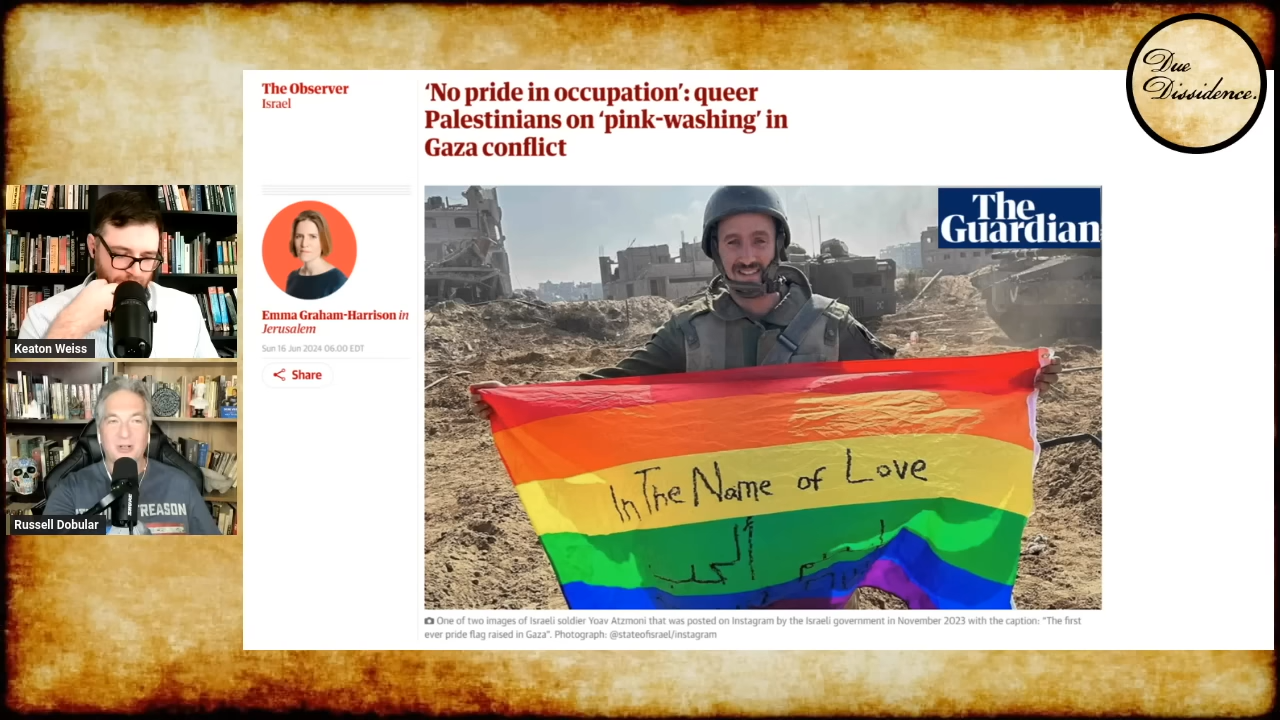 Due
Dissidence.
The Observer
Israel
‘No pride in occupation’: queer
Palestinians on ‘pink-washing’ in
Gaza conflict
The
Guardian
Emma Graham-Harrison in
Jerusalem
Sun 16 Jun 2024 06.00 EDT
Share
In The Name of Love
Keaton Weiss
TREASON
Russell Dobular
One of two images of Israeli soldier Yoav Atzmoni that was posted on Instagram by the Israeli government in November 2023 with the caption: “The first
ever pride flag raised in Gaza”. Photograph: @stateofisrael/instagram